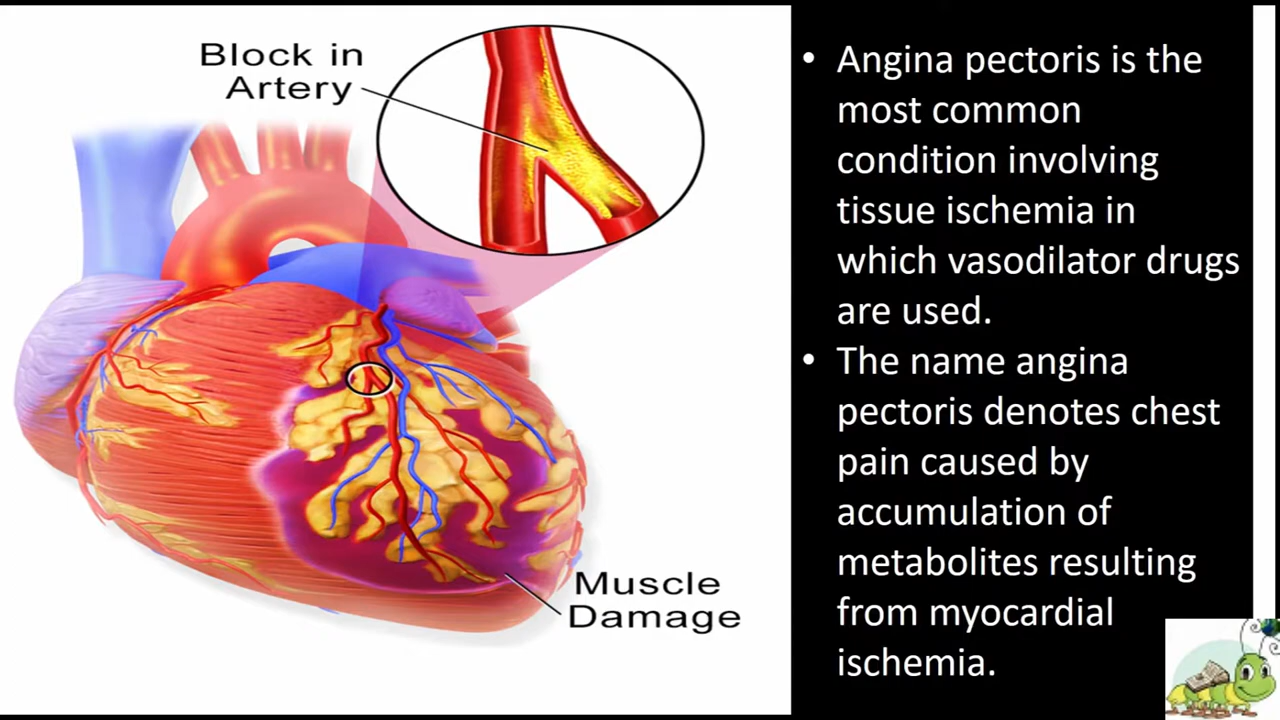 Block in
Artery
Muscle
Damage
• Angina pectoris is the
most common
condition involving
tissue ischemia in
which vasodilator drugs
are used.
• The name angina
pectoris denotes chest
pain caused by
accumulation of
metabolites resulting
from myocardial
ischemia.